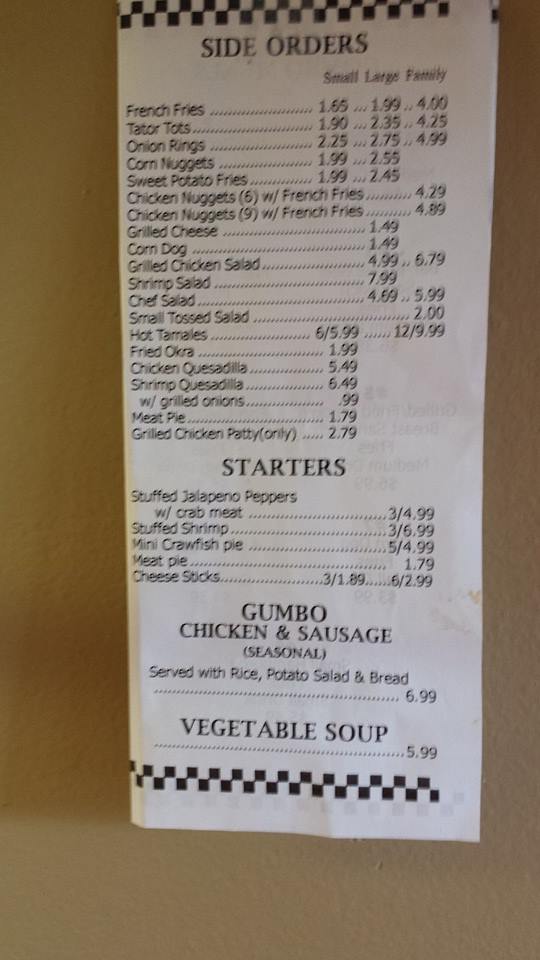 SIDE ORDERS
Small Large Family
French Fries ........................ 1.65 ... 1.99 .. 4.00
Tator Tots............................ 1.90 ... 2.35 .. 4.25
Onion Rings ........................ 2.25 ... 2.75 .. 4.99
Corn Nuggets ..................... 1.99 ... 2.55
Sweet Potato Fries.............. 1.99 ... 2.45
Chicken Nuggets (6) w/ French Fries.......... 4.29
Chicken Nuggets (9) w/ French Fries.......... 4.89
Grilled Cheese ................................. 1.49
Corn Dog ........................................ 1.49
Grilled Chicken Salad....................... 4.99 .. 6.79
Shrimp Salad ................................... 7.99
Chef Salad...................................... 4.69 .. 5.99
Small Tossed Salad ................................... 2.00
Hot Tamales ....................... 6/5.99 ...... 12/9.99
Fried Okra ............................ 1.99
Chicken Quesadilla................. 5.49
Shrimp Quesadilla.................. 6.49
w/ grilled onions.................. .99
Meat Pie............................... 1.79
Grilled Chicken Patty(only) ..... 2.79
STARTERS
Stuffed Jalapeno Peppers
w/ crab meat ................................3/4.99
Stuffed Shrimp....................................3/6.99
Mini Crawfish pie ...............................5/4.99
Meat pie............................................. 1.79
Cheese Sticks.......................3/1.89......6/2.99
GUMBO
CHICKEN & SAUSAGE
(SEASONAL)
Served with Rice, Potato Salad & Bread
........................................................ 6.99
VEGETABLE SOUP
........................................................5.99